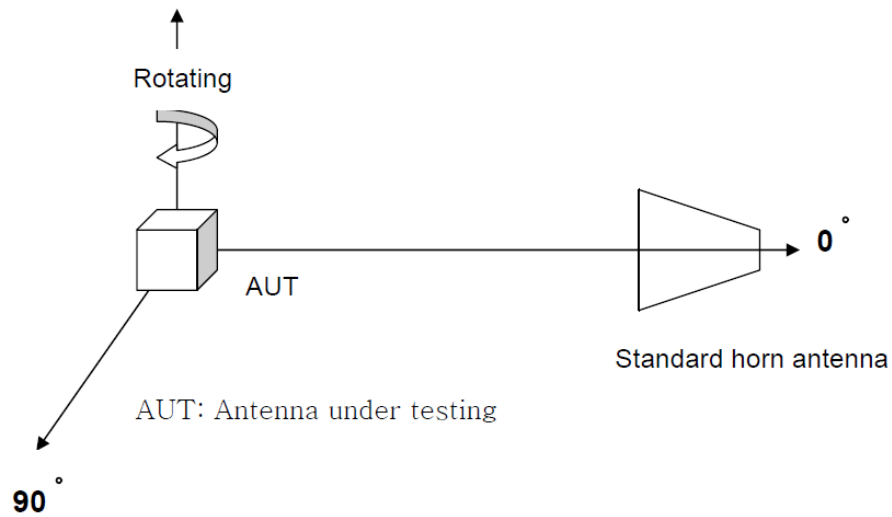 Rotating
0°
AUT
Standard horn antenna
AUT: Antenna under testing
90°